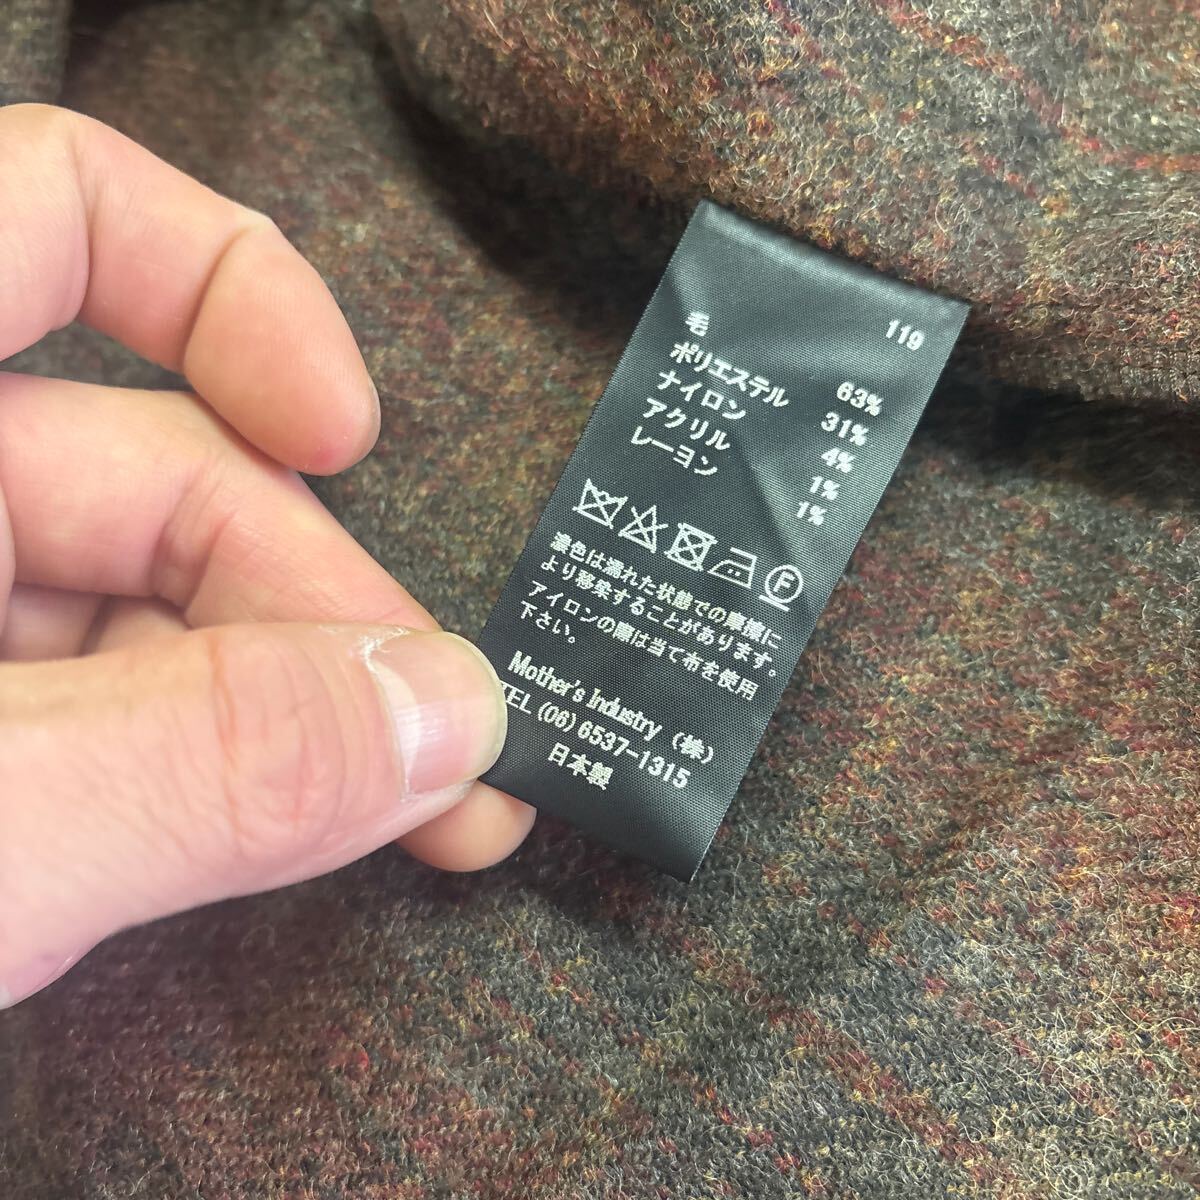 119
毛 63%
ポリエステル 31%
ナイロン 4%
アクリル 1%
レーヨン 1%
F
濃色は濡れた状態での摩擦に
より移染することがあります。
アイロンの際は当て布を使用
下さい。
Mother's Industry (株)
TEL (06) 6537-1315
日本製